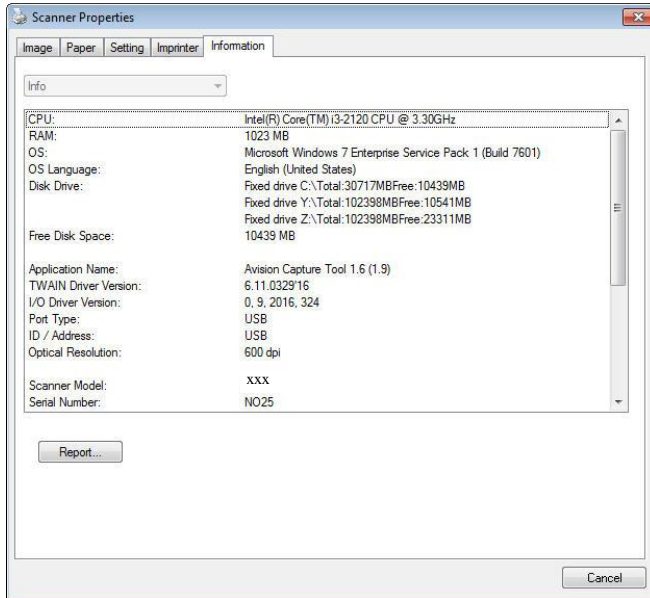 Scanner Properties
Image Paper Setting Imprinter Information
Info
CPU: Intel(R) Core(TM) i3-2120 CPU @ 3.30GHz
RAM: 1023 MB
OS: Microsoft Windows 7 Enterprise Service Pack 1 (Build 7601)
OS Language: English (United States)
Disk Drive: Fixed drive C:\Total:30717MBFree:10439MB
Fixed drive Y:\Total:102398MBFree:10541MB
Fixed drive Z:\Total:102398MBFree:23311MB
Free Disk Space: 10439 MB
Application Name: Avision Capture Tool 1.6 (1.9)
TWAIN Driver Version: 6.11.0329'16
I/O Driver Version: 0, 9, 2016, 324
Port Type: USB
ID / Address: USB
Optical Resolution: 600 dpi
Scanner Model: xxx
Serial Number: NO25
Report...
Cancel